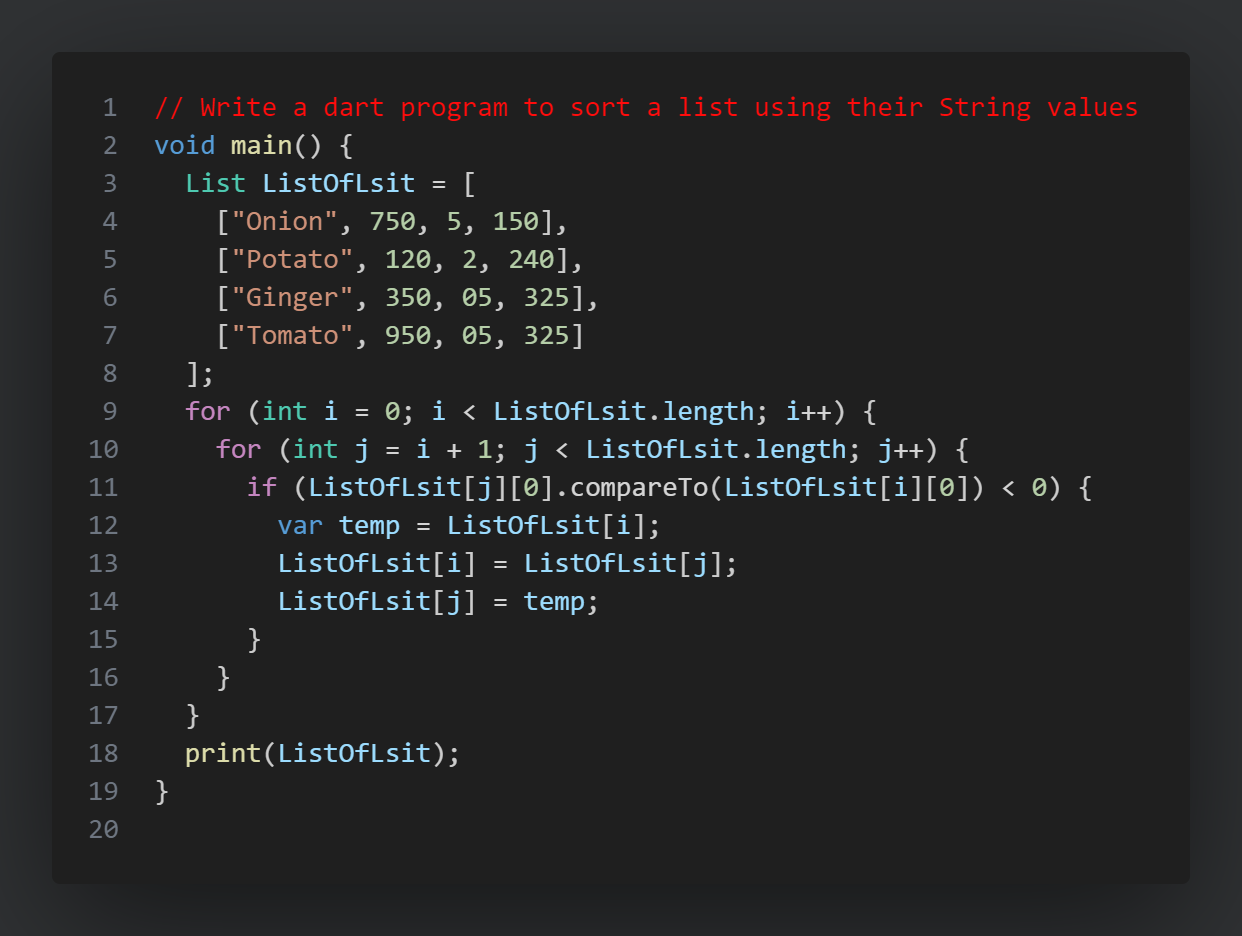 1 // Write a dart program to sort a list using their String values
2 void main() {
3   List ListOfLsit = [
4     ["Onion", 750, 5, 150],
5     ["Potato", 120, 2, 240],
6     ["Ginger", 350, 05, 325],
7     ["Tomato", 950, 05, 325]
8   ];
9   for (int i = 0; i < ListOfLsit.length; i++) {
10     for (int j = i + 1; j < ListOfLsit.length; j++) {
11       if (ListOfLsit[j][0].compareTo(ListOfLsit[i][0]) < 0) {
12         var temp = ListOfLsit[i];
13         ListOfLsit[i] = ListOfLsit[j];
14         ListOfLsit[j] = temp;
15       }
16     }
17   }
18   print(ListOfLsit);
19 }
20